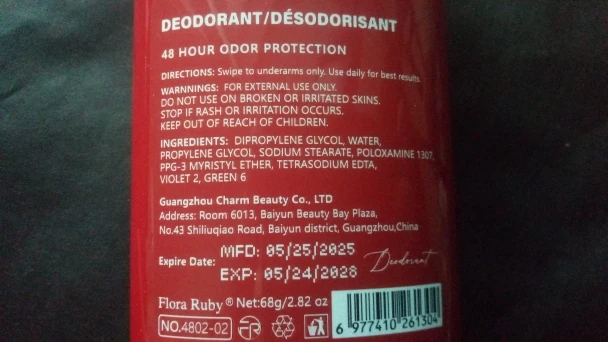 DEODORANT/DÉSODORISANT
48 HOUR ODOR PROTECTION
DIRECTIONS: Swipe to underarms only. Use daily for best results.
WARNNINGS: FOR EXTERNAL USE ONLY.
DO NOT USE ON BROKEN OR IRRITATED SKINS.
STOP IF RASH OR IRRITATION OCCURS.
KEEP OUT OF REACH OF CHILDREN.
INGREDIENTS: DIPROPYLENE GLYCOL, WATER,
PROPYLENE GLYCOL, SODIUM STEARATE, POLOXAMINE 1307,
PPG-3 MYRISTYL ETHER, TETRASODIUM EDTA,
VIOLET 2, GREEN 6
Guangzhou Charm Beauty Co., LTD
Address: Room 6013, Baiyun Beauty Bay Plaza,
No.43 Shiliuqiao Road, Baiyun district, Guangzhou,China
Expire Date: MFD: 05/25/2025
EXP: 05/24/2028
Deodorant
Flora Ruby® Net:68g/2.82 oz
NO.4802-02
6 977410 261304